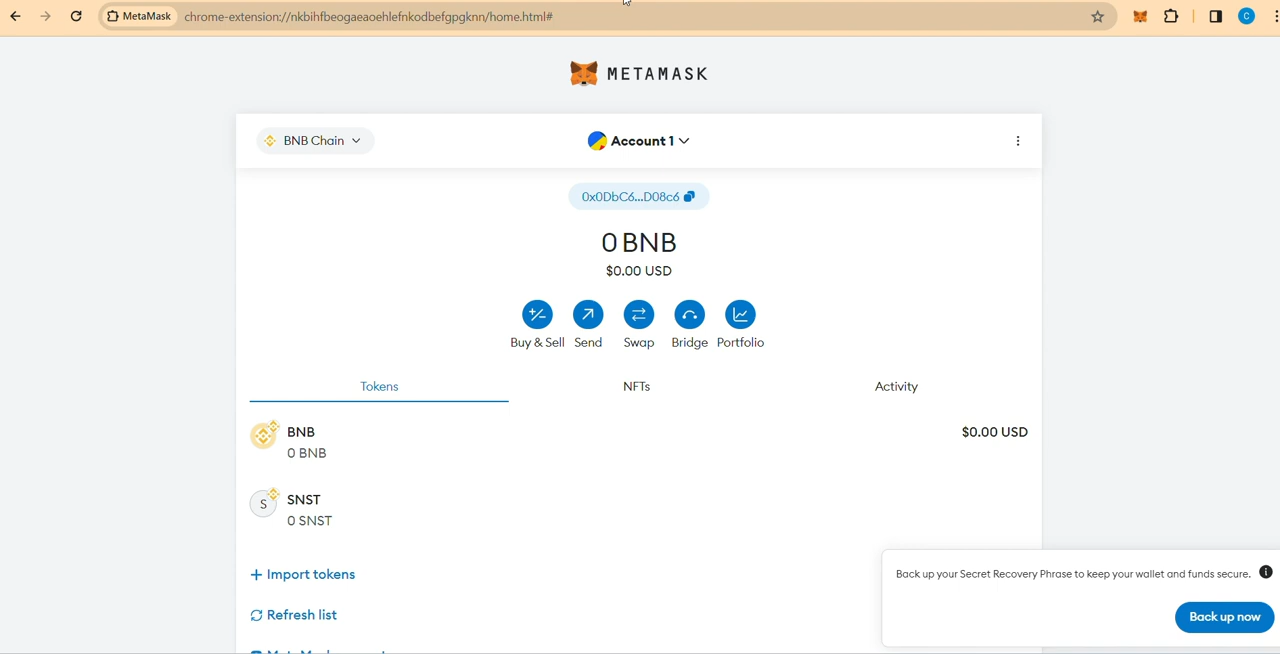 MetaMask
chrome-extension://nkbihfbeogaeaoehlefnkodbefgpgknn/home.html#
C
METAMASK
BNB Chain
Account 1
0x0DbC6...D08c6
0 BNB
$0.00 USD
Buy & Sell
Send
Swap
Bridge
Portfolio
Tokens
NFTs
Activity
BNB
$0.00 USD
0 BNB
S
SNST
0 SNST
+ Import tokens
Refresh list
Back up your Secret Recovery Phrase to keep your wallet and funds secure.
Back up now